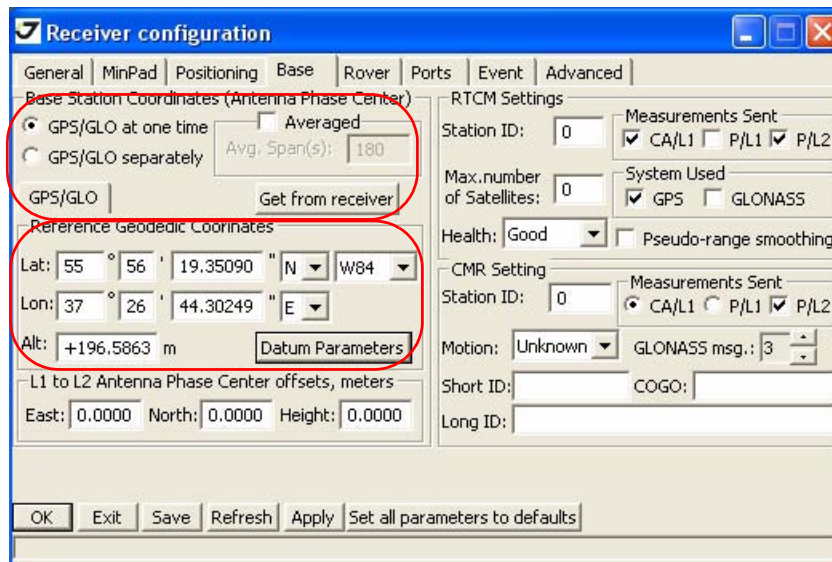 Receiver configuration
General MinPad Positioning Base Rover Ports Event Advanced
Base Station Coordinates (Antenna Phase Center)
GPS/GLO at one time
Averaged
GPS/GLO separately
Avg. Span(s): 180
GPS/GLO
Get from receiver
Reference Geodedic Coorinates
Lat: 55 ° 56 ' 19.35090 " N W84
Lon: 37 ° 26 ' 44.30249 " E
Alt: +196.5863 m Datum Parameters
L1 to L2 Antenna Phase Center offsets, meters
East: 0.0000 North: 0.0000 Height: 0.0000
RTCM Settings
Station ID: 0
Measurements Sent
CA/L1 P/L1 P/L2
Max.number
of Satellites: 0
System Used
GPS GLONASS
Health: Good Pseudo-range smoothing
CMR Setting
Station ID: 0
Measurements Sent
CA/L1 P/L1 P/L2
Motion: Unknown GLONASS msg.: 3
Short ID: COGO:
Long ID:
OK Exit Save Refresh Apply Set all parameters to defaults